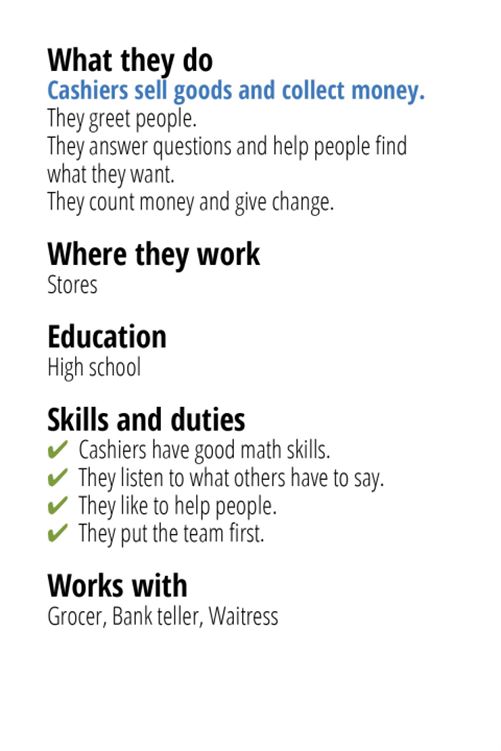 What they do
Cashiers sell goods and collect money.
They greet people.
They answer questions and help people find
what they want.
They count money and give change.
Where they work
Stores
Education
High school
Skills and duties
✔ Cashiers have good math skills.
✔ They listen to what others have to say.
✔ They like to help people.
✔ They put the team first.
Works with
Grocer, Bank teller, Waitress